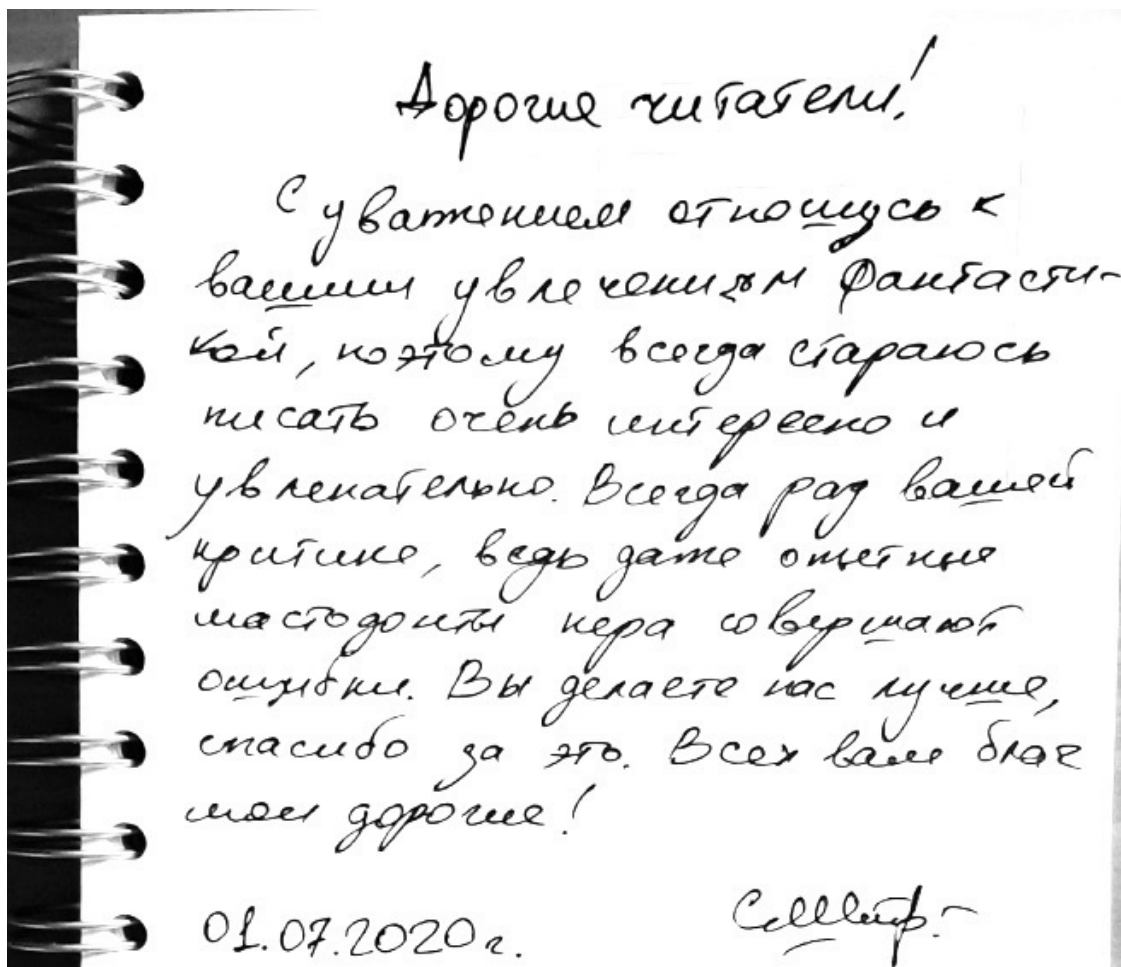 Дорогие читатели!
С уважением отношусь к
вашим увлечениям фантасти-
кой, поэтому всегда стараюсь
писать очень интересно и
увлекательно. Всегда рад вашей
критике, ведь даже опытные
мастодонты пера совершают
ошибки. Вы делаете нас лучше,
спасибо за это. Всех вам благ
мои дорогие!
01.07.2020г.